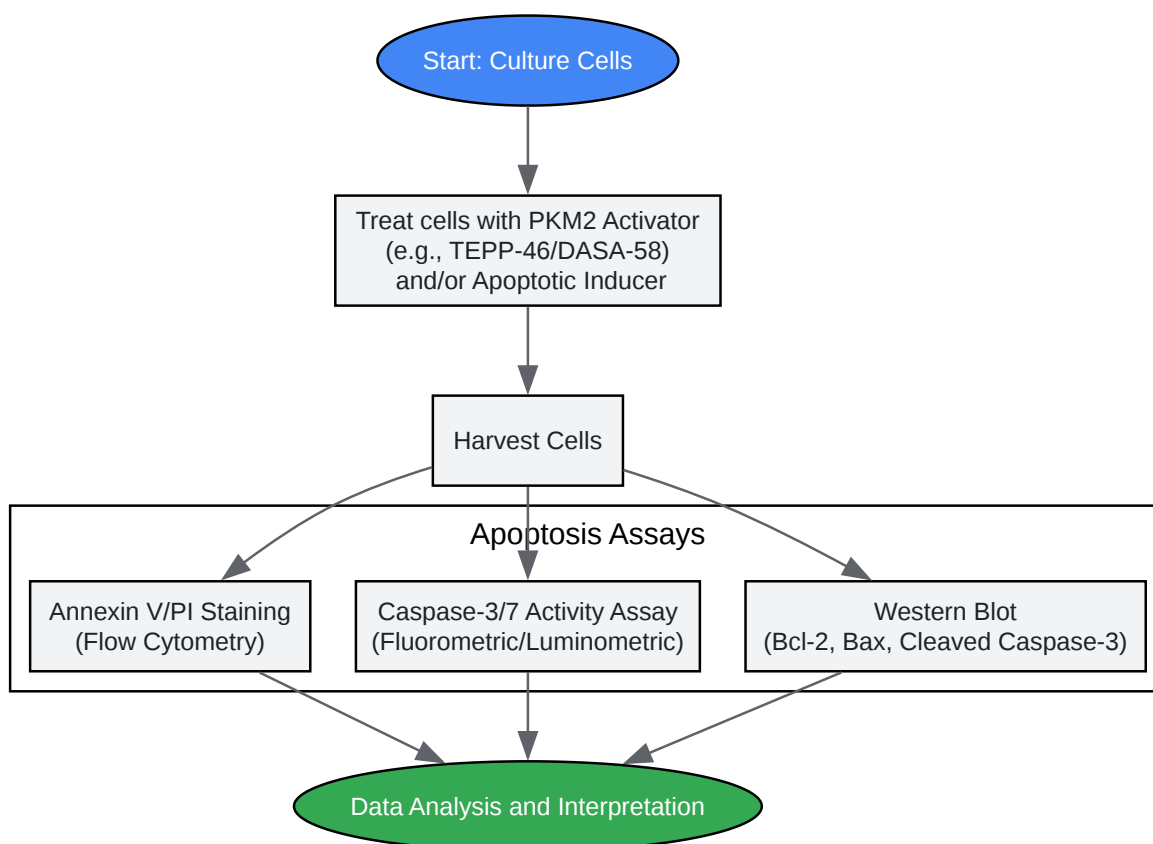 Start: Culture Cells
Treat cells with PKM2 Activator
(e.g., TEPP-46/DASA-58)
and/or Apoptotic Inducer
Harvest Cells
Apoptosis Assays
Annexin V/PI Staining
(Flow Cytometry)
Caspase-3/7 Activity Assay
(Fluorometric/Luminometric)
Western Blot
(Bcl-2, Bax, Cleaved Caspase-3)
Data Analysis and Interpretation